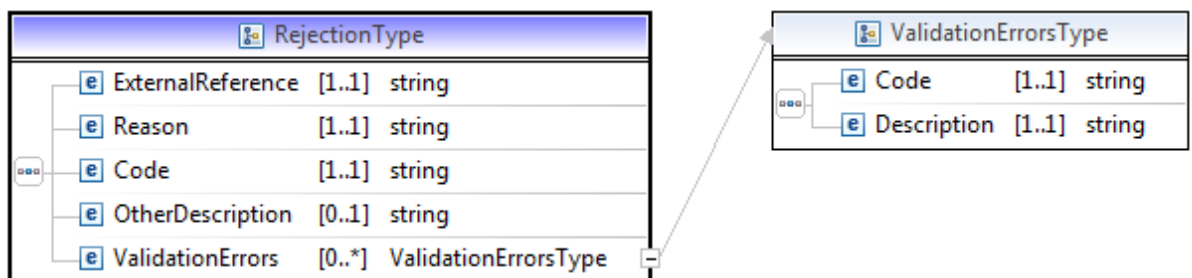 RejectionType
e ExternalReference [1..1] string
e Reason [1..1] string
e Code [1..1] string
e OtherDescription [0..1] string
e ValidationErrors [0..*] ValidationErrorsType
ValidationErrorsType
e Code [1..1] string
e Description [1..1] string